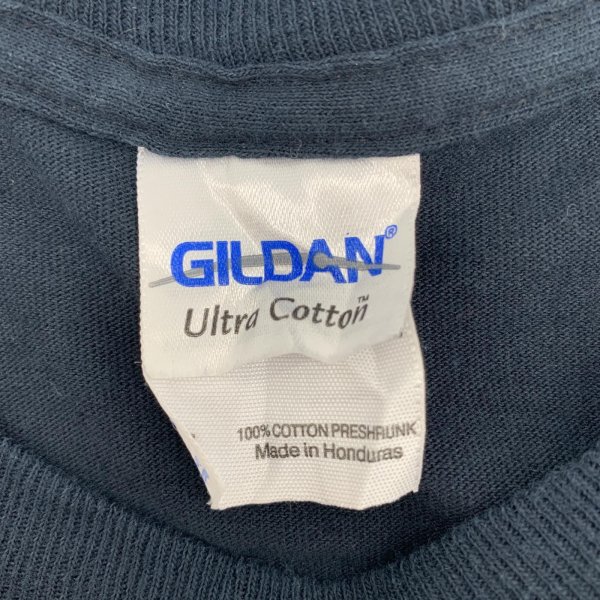 GILDAN®
Ultra Cotton™
100% COTTON PRESHRUNK
Made in Honduras